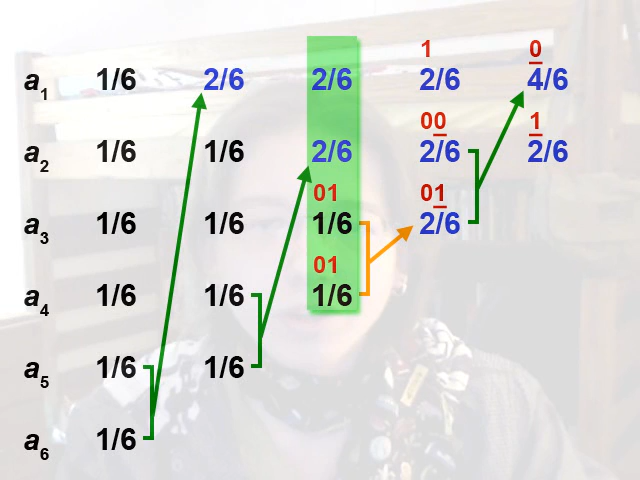 1 0
a1 1/6 2/6 2/6 2/6 4/6
00 1
a2 1/6 1/6 2/6 2/6 2/6
01 01
a3 1/6 1/6 1/6 2/6
01
a4 1/6 1/6 1/6
a5 1/6 1/6
a6 1/6